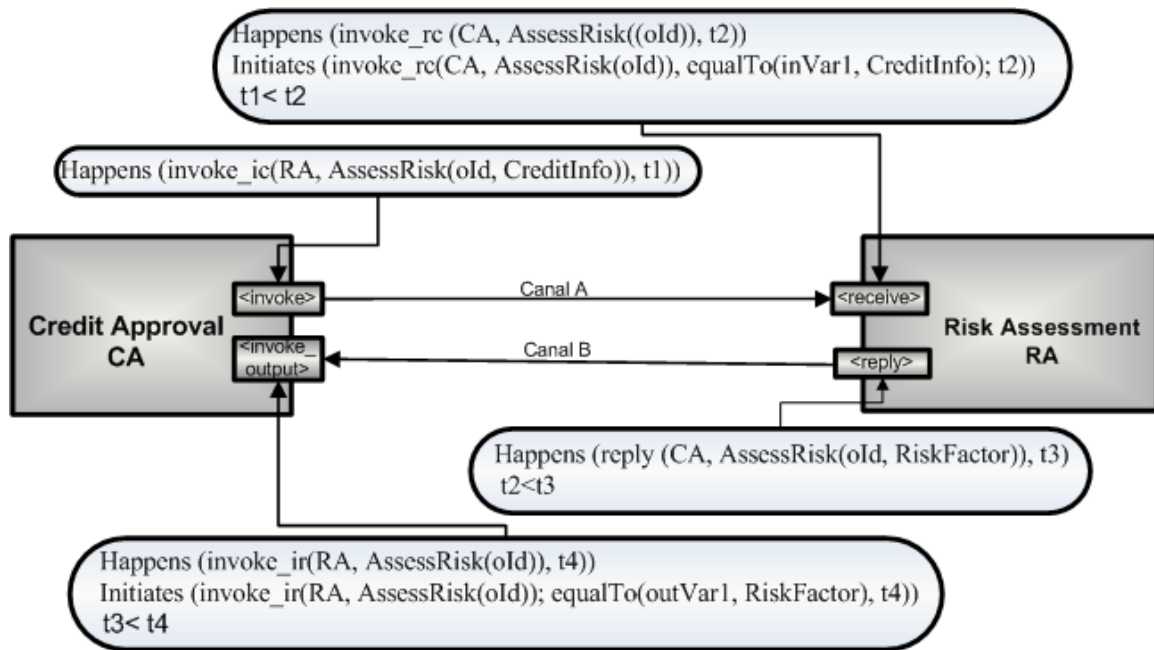 Happens (invoke_rc (CA, AssessRisk((oId)), t2))
Initiates (invoke_rc(CA, AssessRisk(oId)), equalTo(inVar1, CreditInfo); t2))
t1< t2
Happens (invoke_ic(RA, AssessRisk(oId, CreditInfo)), t1))
<invoke>
Canal A
<receive>
Credit Approval
CA
Risk Assessment
RA
<invoke_
output>
Canal B
<reply>
Happens (reply (CA, AssessRisk(oId, RiskFactor)), t3)
t2<t3
Happens (invoke_ir(RA, AssessRisk(oId)), t4))
Initiates (invoke_ir(RA, AssessRisk(oId)); equalTo(outVar1, RiskFactor), t4))
t3< t4